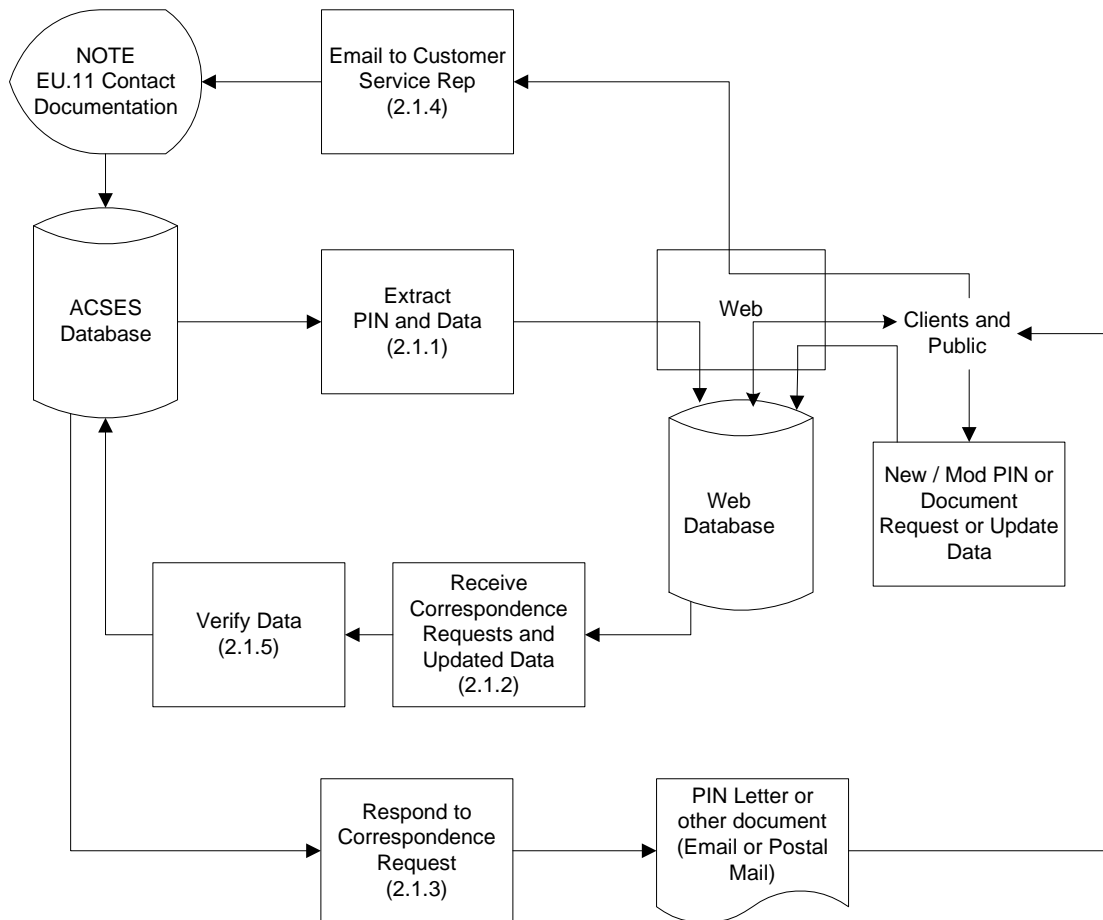 NOTE
EU.11 Contact
Documentation
Email to Customer
Service Rep
(2.1.4)
ACSES
Database
Extract
PIN and Data
(2.1.1)
Web
Clients and
Public
Web
Database
New / Mod PIN or
Document
Request or Update
Data
Verify Data
(2.1.5)
Receive
Correspondence
Requests and
Updated Data
(2.1.2)
Respond to
Correspondence
Request
(2.1.3)
PIN Letter or
other document
(Email or Postal
Mail)